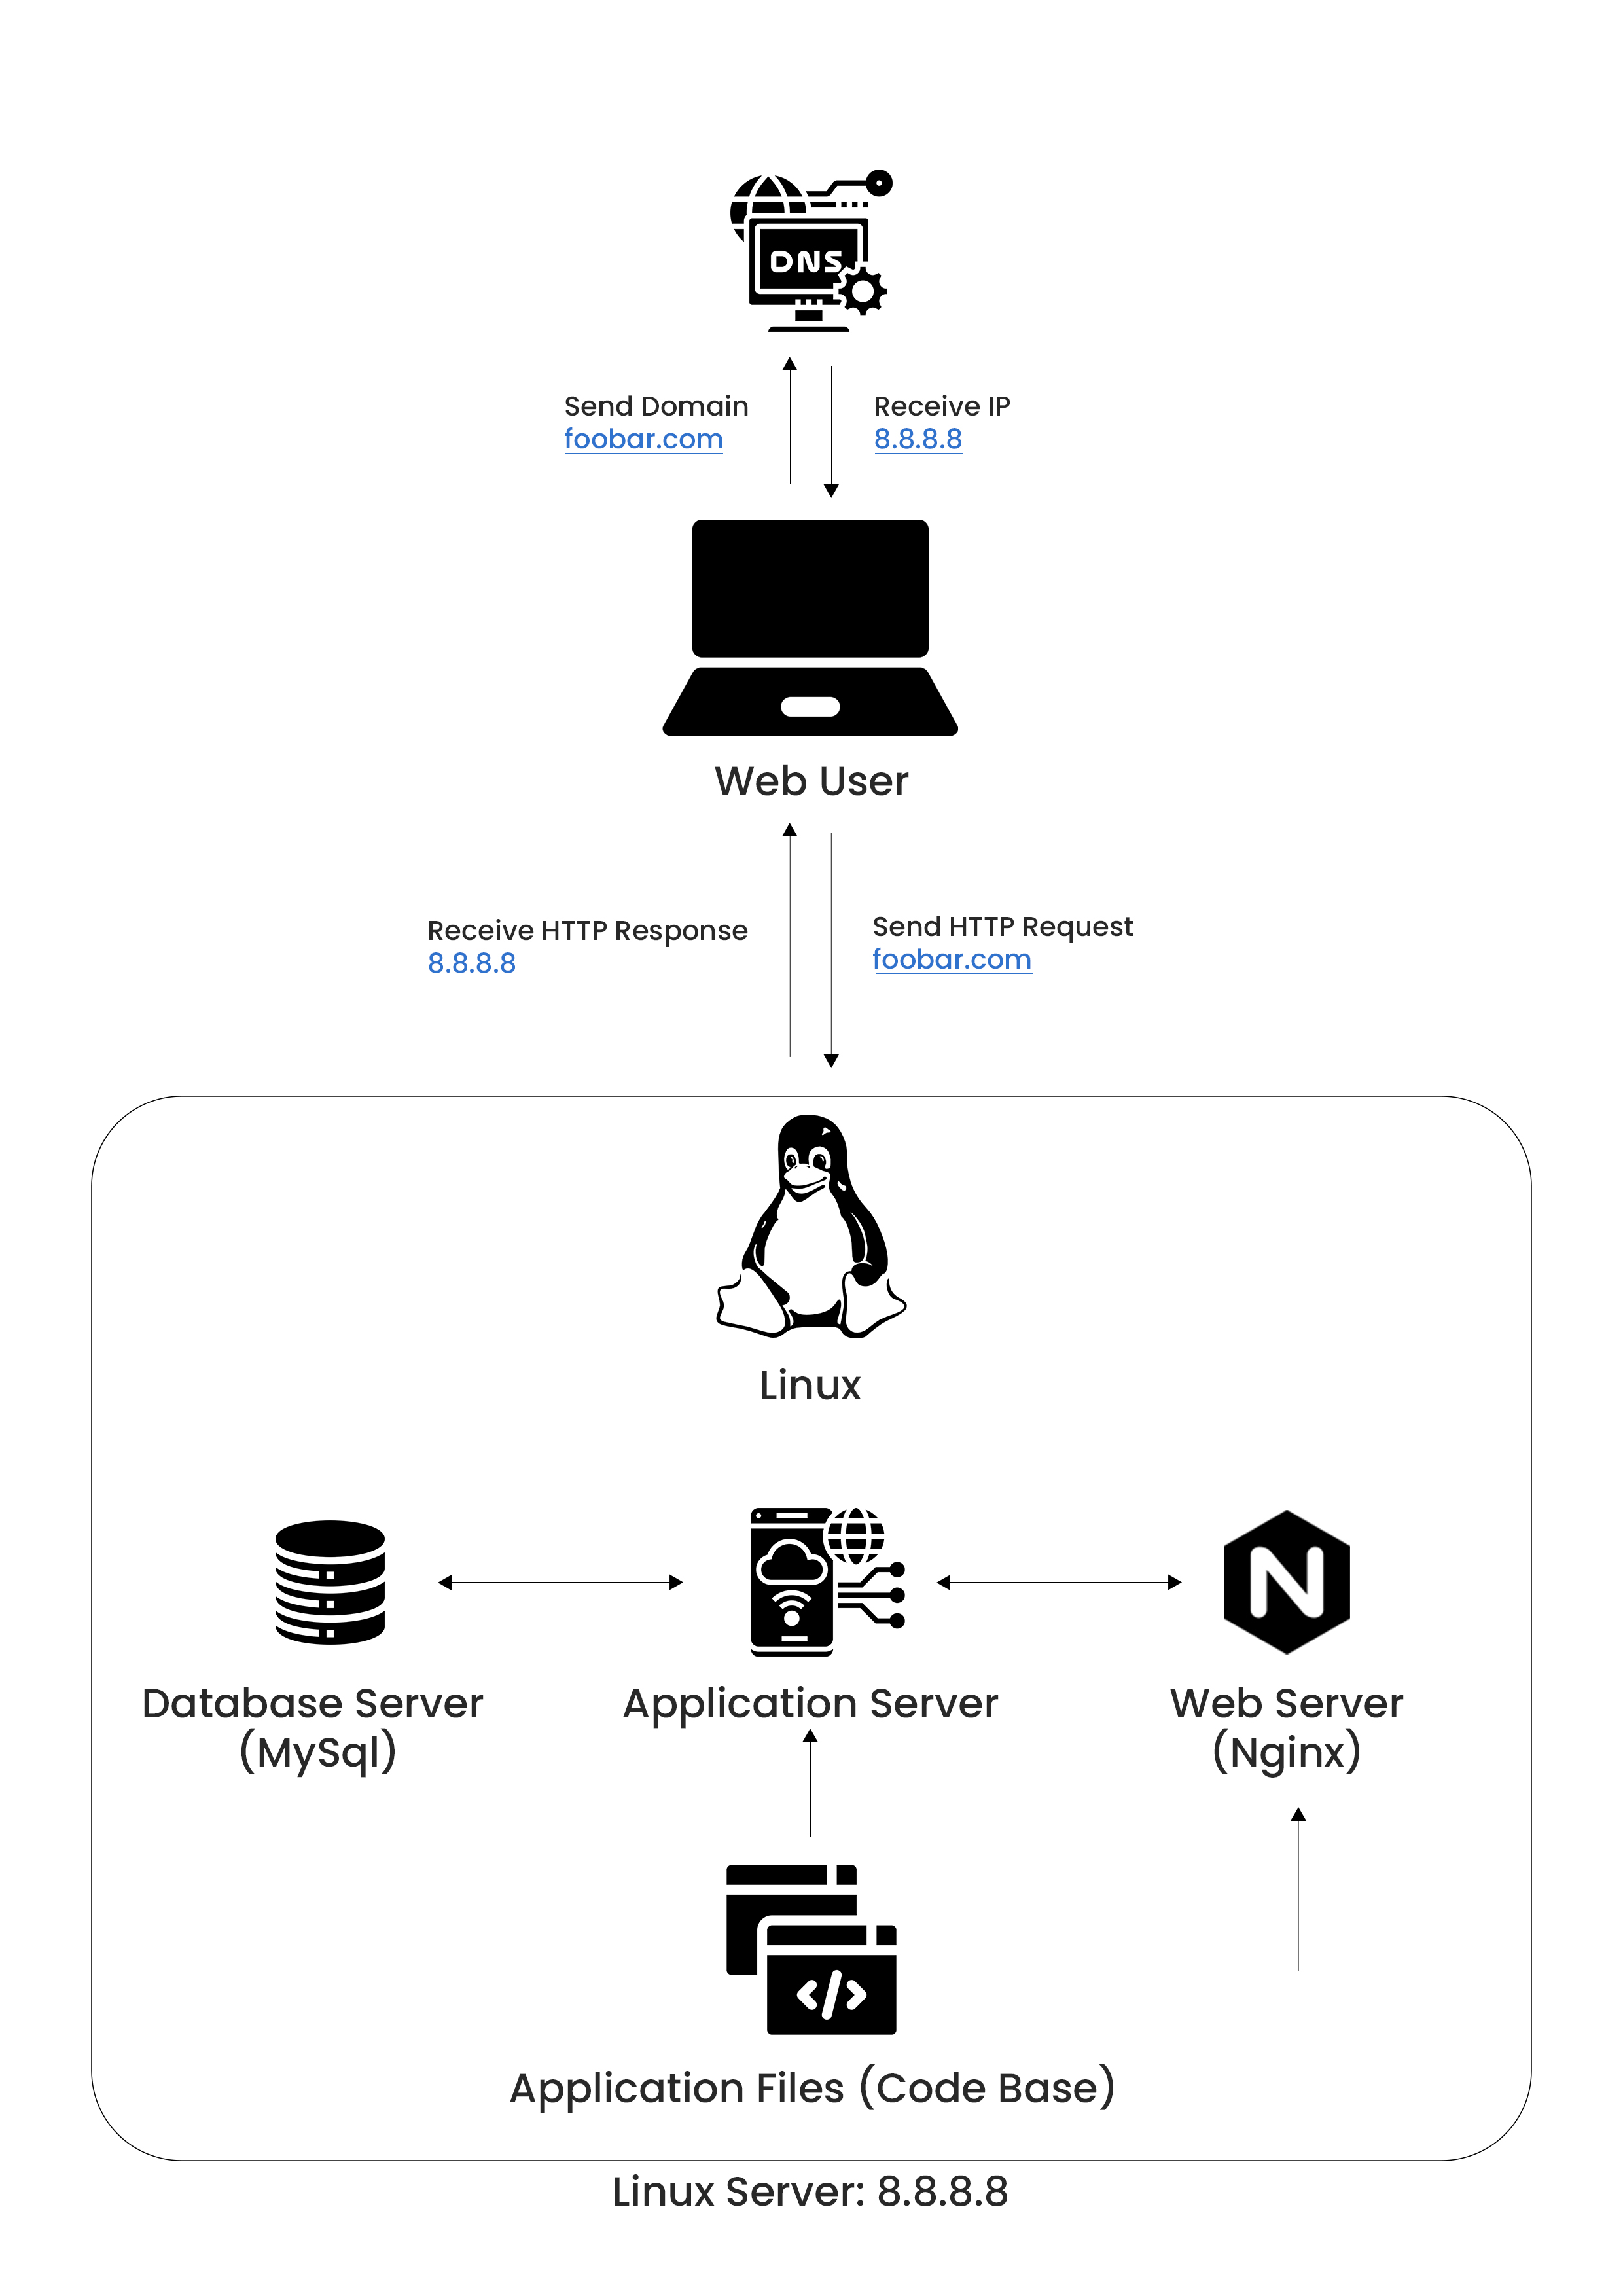 DNS
Send Domain
foobar.com
Receive IP
8.8.8.8
Web User
Receive HTTP Response
8.8.8.8
Send HTTP Request
foobar.com
Linux
Database Server
(MySql)
Application Server
Web Server
(Nginx)
N
</>
Application Files (Code Base)
Linux Server: 8.8.8.8